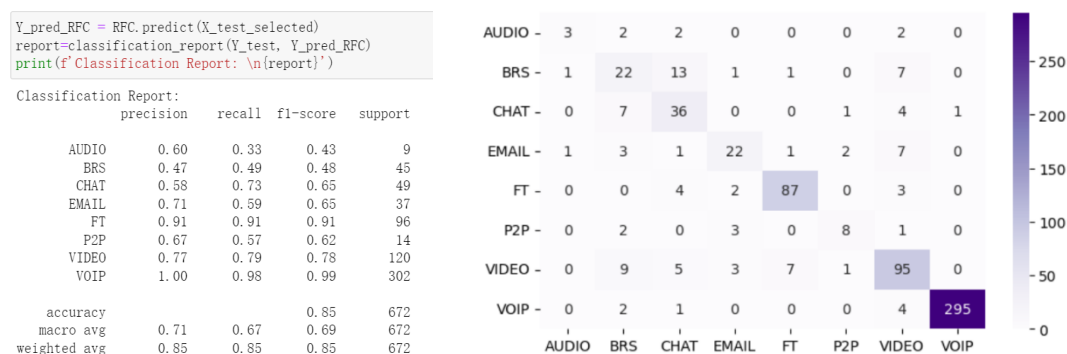 Y_pred_RFC = RFC.predict(X_test_selected)
report=classification_report(Y_test, Y_pred_RFC)
print(f'Classification Report: \n{report}')
Classification Report:
precision recall f1-score support
AUDIO 0.60 0.33 0.43 9
BRS 0.47 0.49 0.48 45
CHAT 0.58 0.73 0.65 49
EMAIL 0.71 0.59 0.65 37
FT 0.91 0.91 0.91 96
P2P 0.67 0.57 0.62 14
VIDEO 0.77 0.79 0.78 120
VOIP 1.00 0.98 0.99 302
accuracy 0.85 672
macro avg 0.71 0.67 0.69 672
weighted avg 0.85 0.85 0.85 672
AUDIO - 3 2 2 0 0 0 2 0
BRS - 1 22 13 1 1 0 7 0
CHAT - 0 7 36 0 0 1 4 1
EMAIL - 1 3 1 22 1 2 7 0
FT - 0 0 4 2 87 0 3 0
P2P - 0 2 0 3 0 8 1 0
VIDEO - 0 9 5 3 7 1 95 0
VOIP - 0 2 1 0 0 0 4 295
AUDIO BRS CHAT EMAIL FT P2P VIDEO VOIP
- 250
- 200
- 150
- 100
- 50
- 0